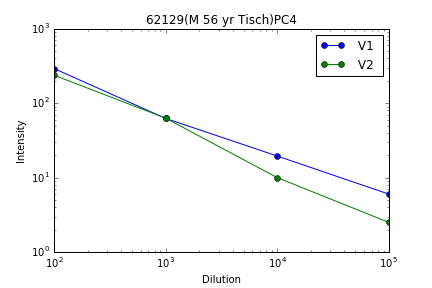 62129(M 56 yr Tisch)PC4
10³
V1
V2
10²
Intensity
10¹
10⁰
10² 10³ 10⁴ 10⁵
Dilution